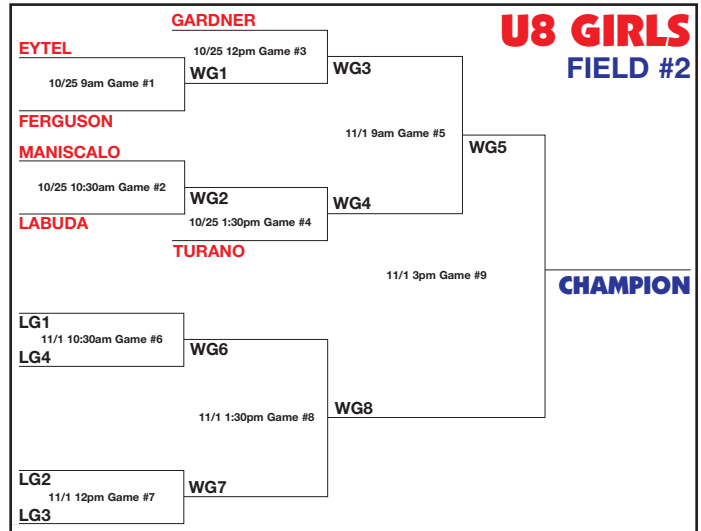 GARDNER
U8 GIRLS
FIELD #2
EYTEL
10/25 12pm Game #3
WG1
WG3
10/25 9am Game #1
FERGUSON
11/1 9am Game #5
WG5
MANISCALO
10/25 10:30am Game #2
WG2
WG4
LABUDA
10/25 1:30pm Game #4
TURANO
11/1 3pm Game #9
CHAMPION
LG1
11/1 10:30am Game #6
WG6
LG4
11/1 1:30pm Game #8
WG8
LG2
11/1 12pm Game #7
WG7
LG3